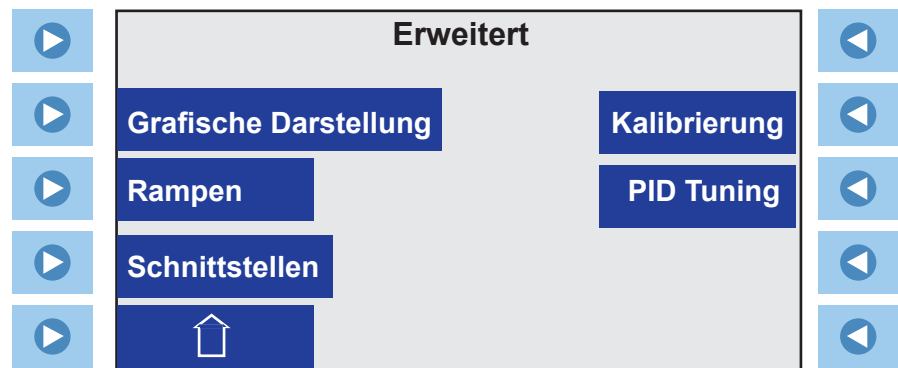 Erweitert
Grafische Darstellung
Kalibrierung
Rampen
PID Tuning
Schnittstellen